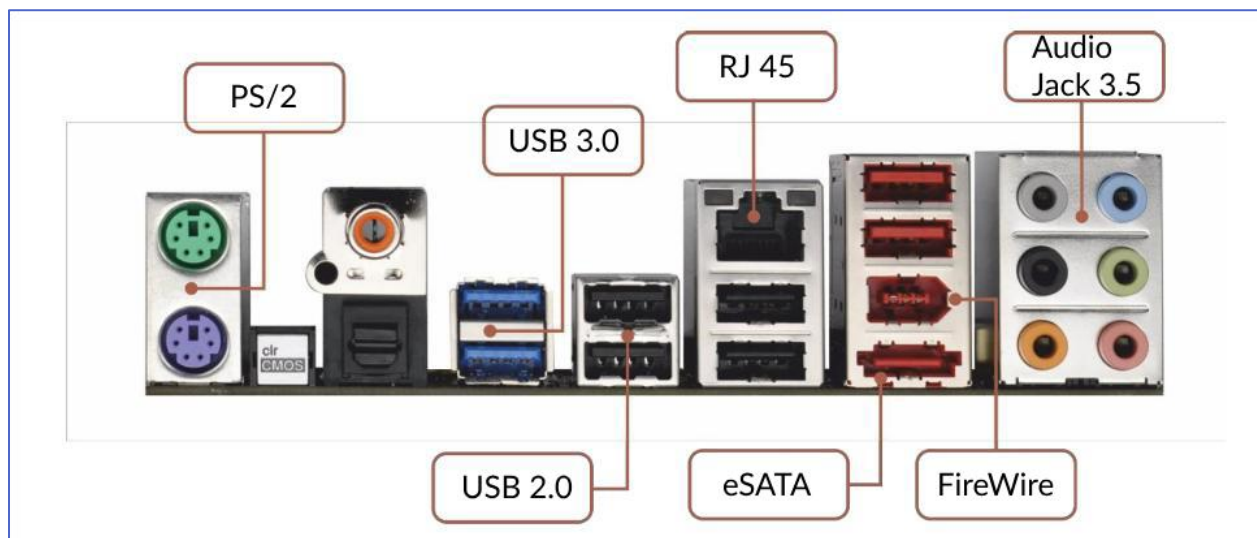 PS/2
USB 3.0
RJ 45
Audio
Jack 3.5
clr
CMOS
USB 2.0
eSATA
FireWire